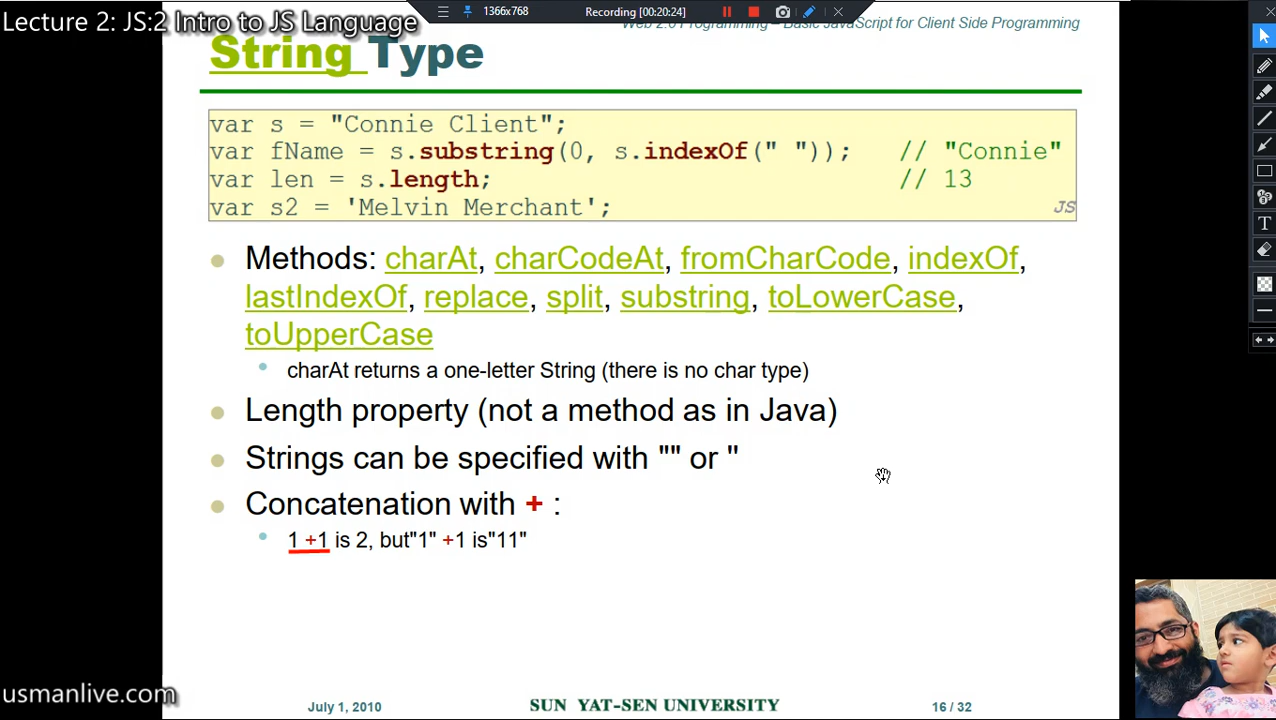 Lecture 2: JS:2 Intro to JS Language
1366x768
Recording [00:20:24]
Web 2.0 Programming – Basic JavaScript for Client Side Programming
String Type
var s = "Connie Client";
var fName = s.substring(0, s.indexOf(" ")); // "Connie"
var len = s.length; // 13
var s2 = 'Melvin Merchant';
JS
Methods: charAt, charCodeAt, fromCharCode, indexOf,
lastIndexOf, replace, split, substring, toLowerCase,
toUpperCase
charAt returns a one-letter String (there is no char type)
Length property (not a method as in Java)
Strings can be specified with "" or ''
Concatenation with + :
1 +1 is 2, but"1" +1 is"11"
usmanlive.com
July 1, 2010
SUN YAT-SEN UNIVERSITY
16 / 32
T